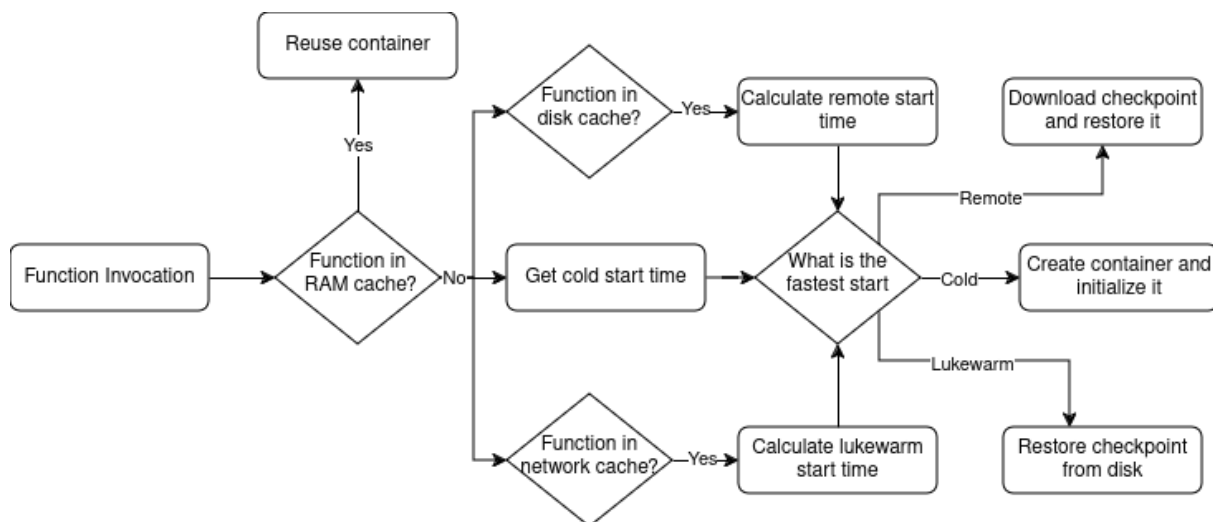 Reuse container
Function in
disk cache?
Yes
Calculate remote start
time
Download checkpoint
and restore it
Yes
Remote
Function Invocation
Function in
RAM cache?
No
Get cold start time
What is the
fastest start
Cold
Create container and
initialize it
Lukewarm
Function in
network cache?
Yes
Calculate lukewarm
start time
Restore checkpoint
from disk